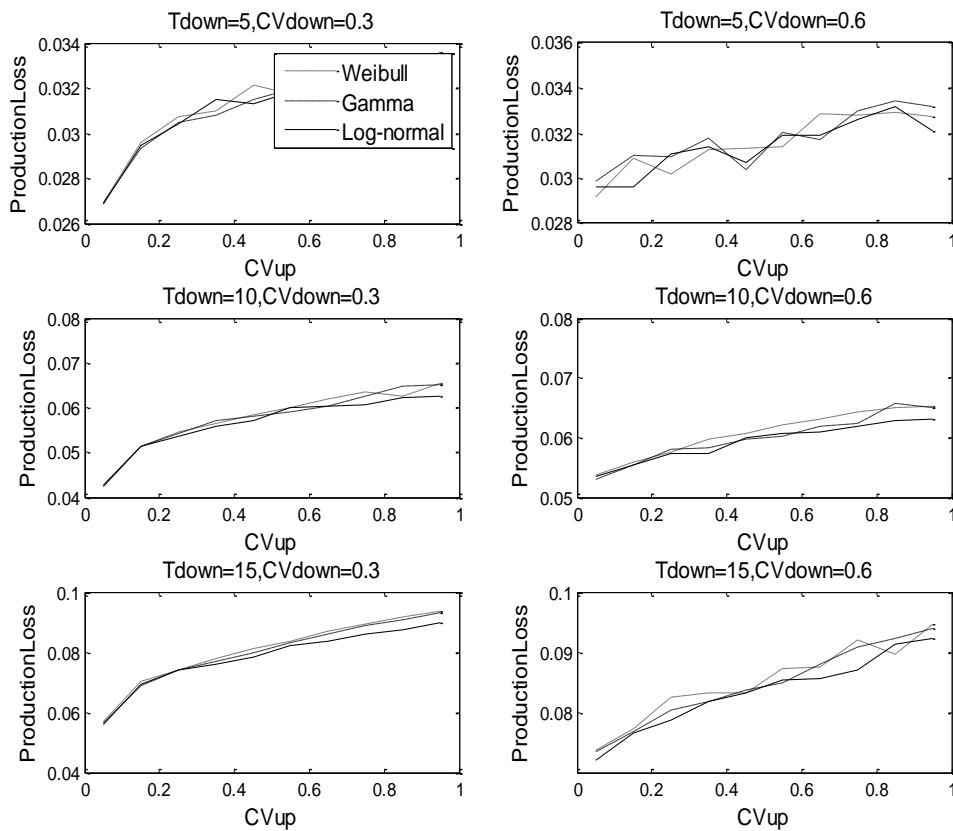 Tdown=5,CVdown=0.3
0.034
0.032
0.03
0.028
0.026
ProductionLoss
Weibull
Gamma
Log-normal
0 0.2 0.4 0.6 0.8 1
CVup
Tdown=5,CVdown=0.6
0.036
0.034
0.032
0.03
0.028
ProductionLoss
0 0.2 0.4 0.6 0.8 1
CVup
Tdown=10,CVdown=0.3
0.08
0.07
0.06
0.05
0.04
ProductionLoss
0 0.2 0.4 0.6 0.8 1
CVup
Tdown=10,CVdown=0.6
0.08
0.07
0.06
0.05
ProductionLoss
0 0.2 0.4 0.6 0.8 1
CVup
Tdown=15,CVdown=0.3
0.1
0.08
0.06
0.04
ProductionLoss
0 0.2 0.4 0.6 0.8 1
CVup
Tdown=15,CVdown=0.6
0.1
0.09
0.08
ProductionLoss
0 0.2 0.4 0.6 0.8 1
CVup